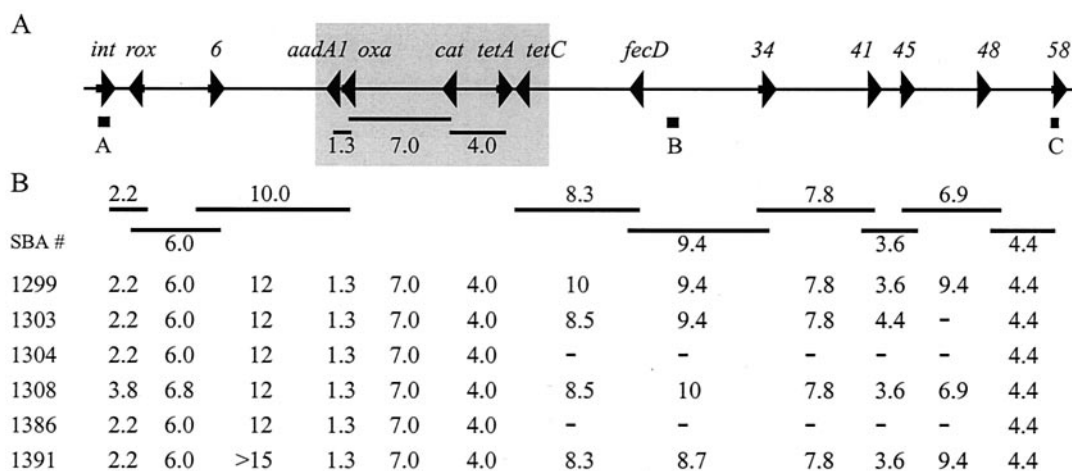 A
int rox 6 aadA1 oxa cat tetA tetC fecD 34 41 45 48 58
A 1.3 7.0 4.0 B C
B 2.2 10.0 8.3 7.8 6.9
SBA # 6.0 9.4 3.6 4.4
1299 2.2 6.0 12 1.3 7.0 4.0 10 9.4 7.8 3.6 9.4 4.4
1303 2.2 6.0 12 1.3 7.0 4.0 8.5 9.4 7.8 4.4 - 4.4
1304 2.2 6.0 12 1.3 7.0 4.0 - - - - - 4.4
1308 3.8 6.8 12 1.3 7.0 4.0 8.5 10 7.8 3.6 6.9 4.4
1386 2.2 6.0 12 1.3 7.0 4.0 - - - - - 4.4
1391 2.2 6.0 >15 1.3 7.0 4.0 8.3 8.7 7.8 3.6 9.4 4.4